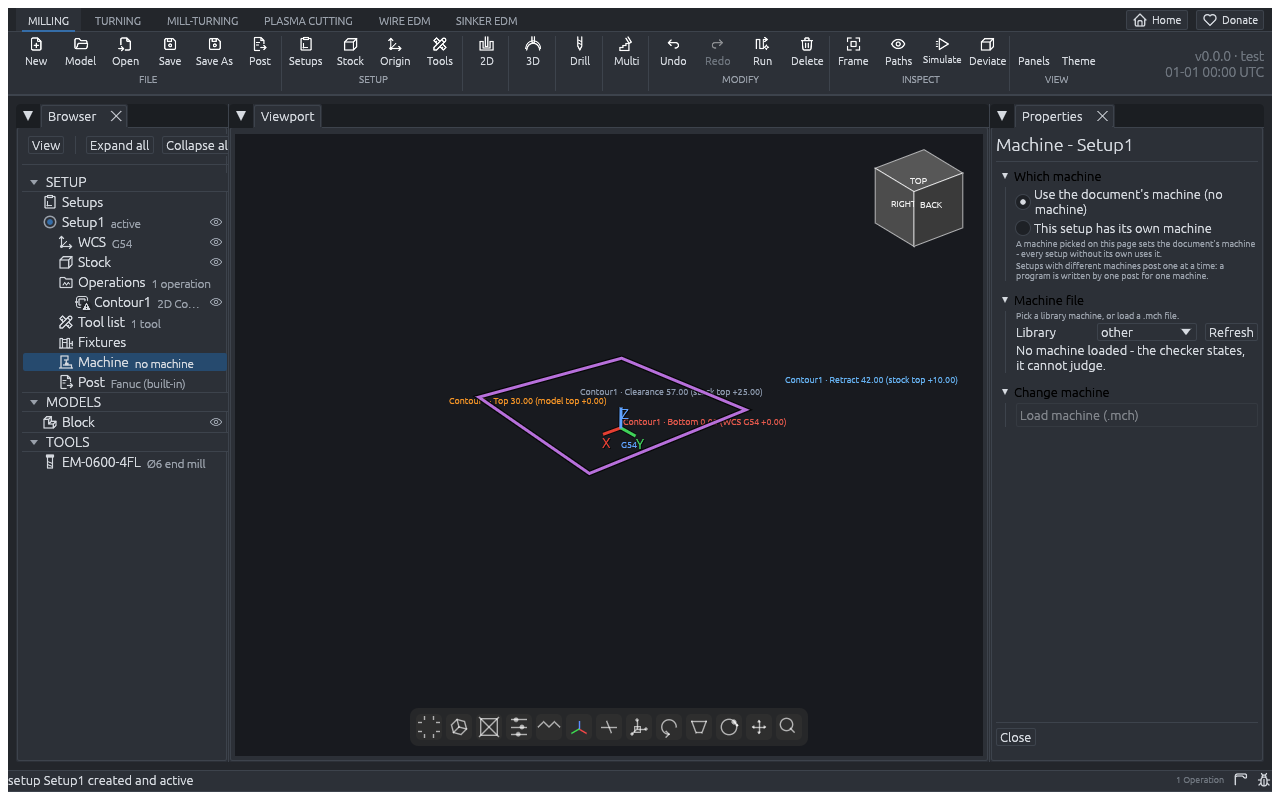 MILLING TURNING MILL-TURNING PLASMA CUTTING WIRE EDM SINKER EDM Home Donate
New Model Open Save Save As Post Setups Stock Origin Tools 2D 3D Drill Multi Undo Redo Run Delete Frame Paths Simulate Deviate Panels Theme
FILE SETUP MODIFY INSPECT VIEW
v0.0.0 · test
01-01 00:00 UTC
Browser
View Expand all Collapse al
SETUP
Setups
Setup1 active
WCS G54
Stock
Operations 1 operation
Contour1 2D Co...
Tool list 1 tool
Fixtures
Machine no machine
Post Fanuc (built-in)
MODELS
Block
TOOLS
EM-0600-4FL Ø6 end mill
Viewport
TOP
RIGHT BACK
Contour1 · Retract 42.00 (stock top +10.00)
Contour1 · Clearance 57.00 (stock top +25.00)
Contour1 · Top 30.00 (model top +0.00)
Contour1 · Bottom 0.00 (WCS G54 +0.00)
Z
X G54 Y
Properties
Machine - Setup1
Which machine
Use the document's machine (no
machine)
This setup has its own machine
A machine picked on this page sets the document's machine
- every setup without its own uses it.
Setups with different machines post one at a time: a
program is written by one post for one machine.
Machine file
Pick a library machine, or load a .mch file.
Library other Refresh
No machine loaded - the checker states,
it cannot judge.
Change machine
Load machine (.mch)
Close
setup Setup1 created and active
1 Operation